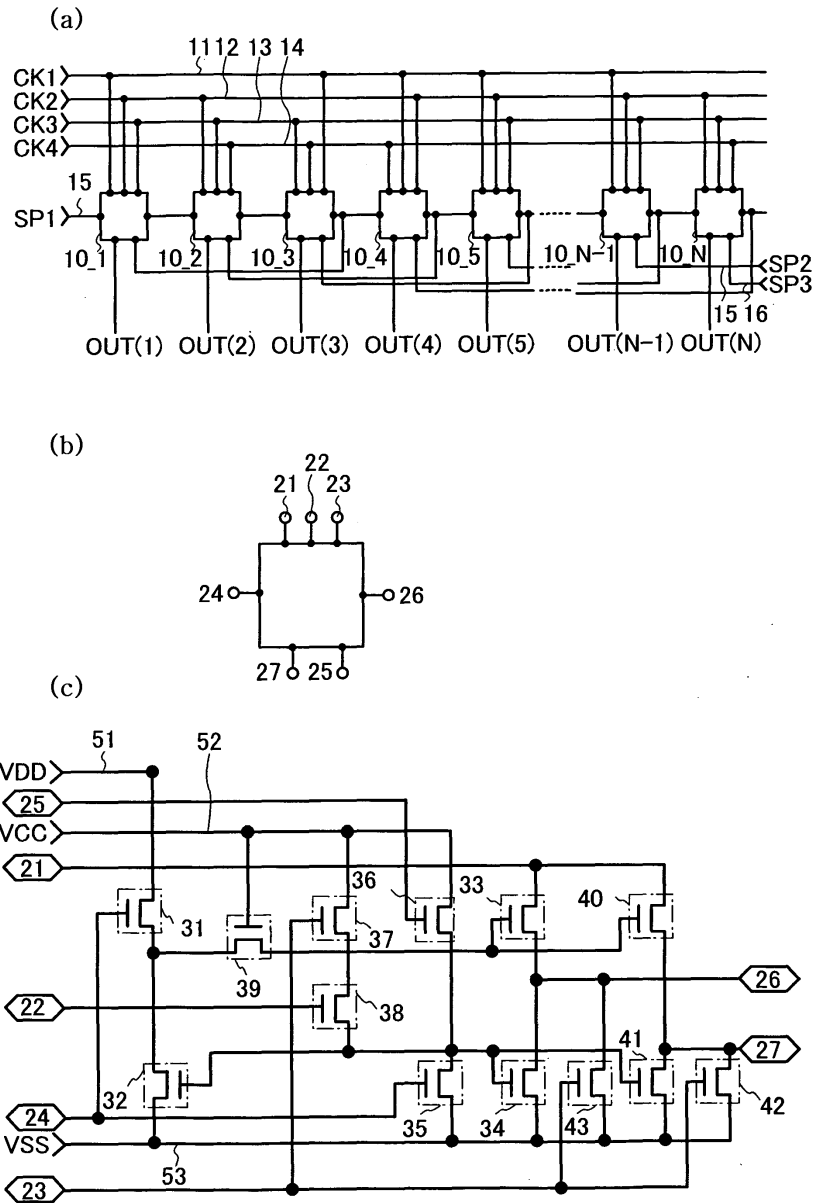 (a)
11 12 13 14
CK1
CK2
CK3
CK4
15
SP1
10_1 10_2 10_3 10_4 10_5 10_N-1 10_N
SP2
SP3
15 16
OUT(1) OUT(2) OUT(3) OUT(4) OUT(5) OUT(N-1) OUT(N)
(b)
22
21 23
24 26
27 25
(c)
51 52
VDD
25
VCC
21
36 33 40
31 37
39
26
22 38
27
32 41
24 35 34 43 42
VSS
53
23